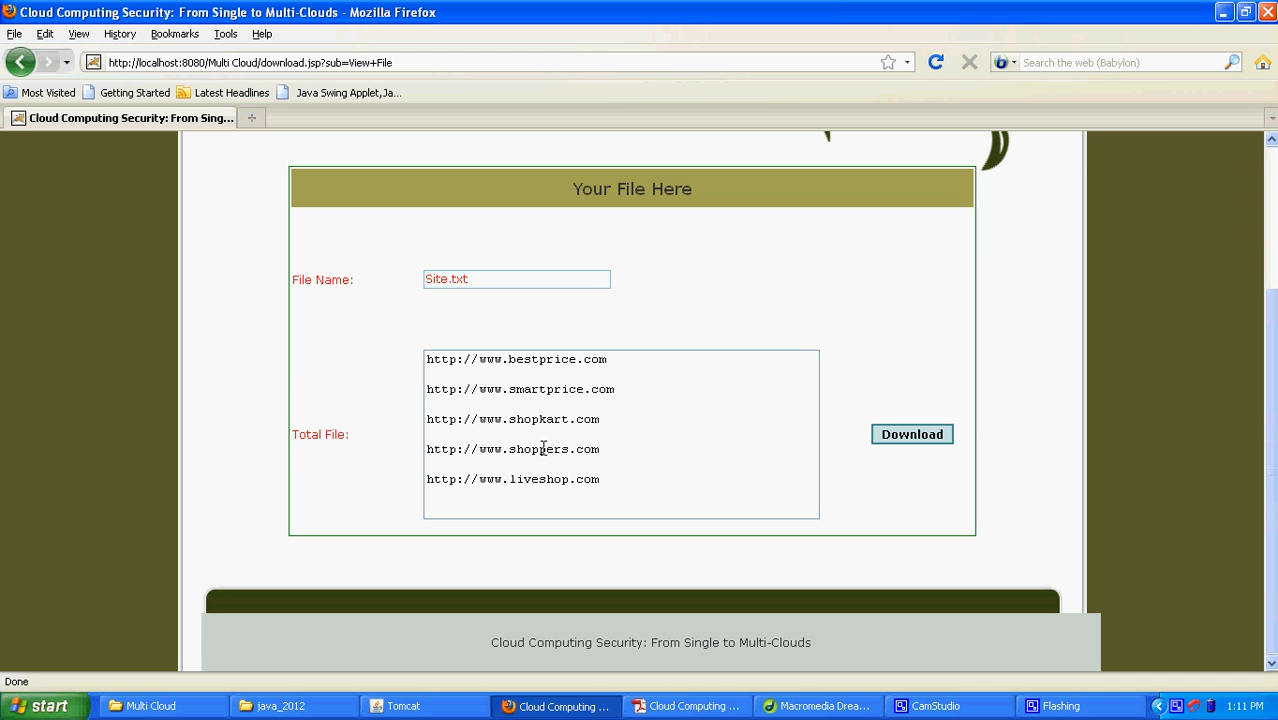 Cloud Computing Security: From Single to Multi-Clouds - Mozilla Firefox
File Edit View History Bookmarks Tools Help
http://localhost:8080/Multi Cloud/download.jsp?sub=View+File
Search the web (Babylon)
Most Visited Getting Started Latest Headlines Java Swing Applet,Ja...
Cloud Computing Security: From Sing...
Your File Here
File Name: Site.txt
http://www.bestprice.com
http://www.smartprice.com
http://www.shopkart.com
Total File:
Download
http://www.shoppers.com
http://www.liveshop.com
Cloud Computing Security: From Single to Multi-Clouds
Done
start Multi Cloud java_2012 Tomcat Cloud Computing ... Cloud Computing ... Macromedia Drea... CamStudio Flashing 1:11 PM